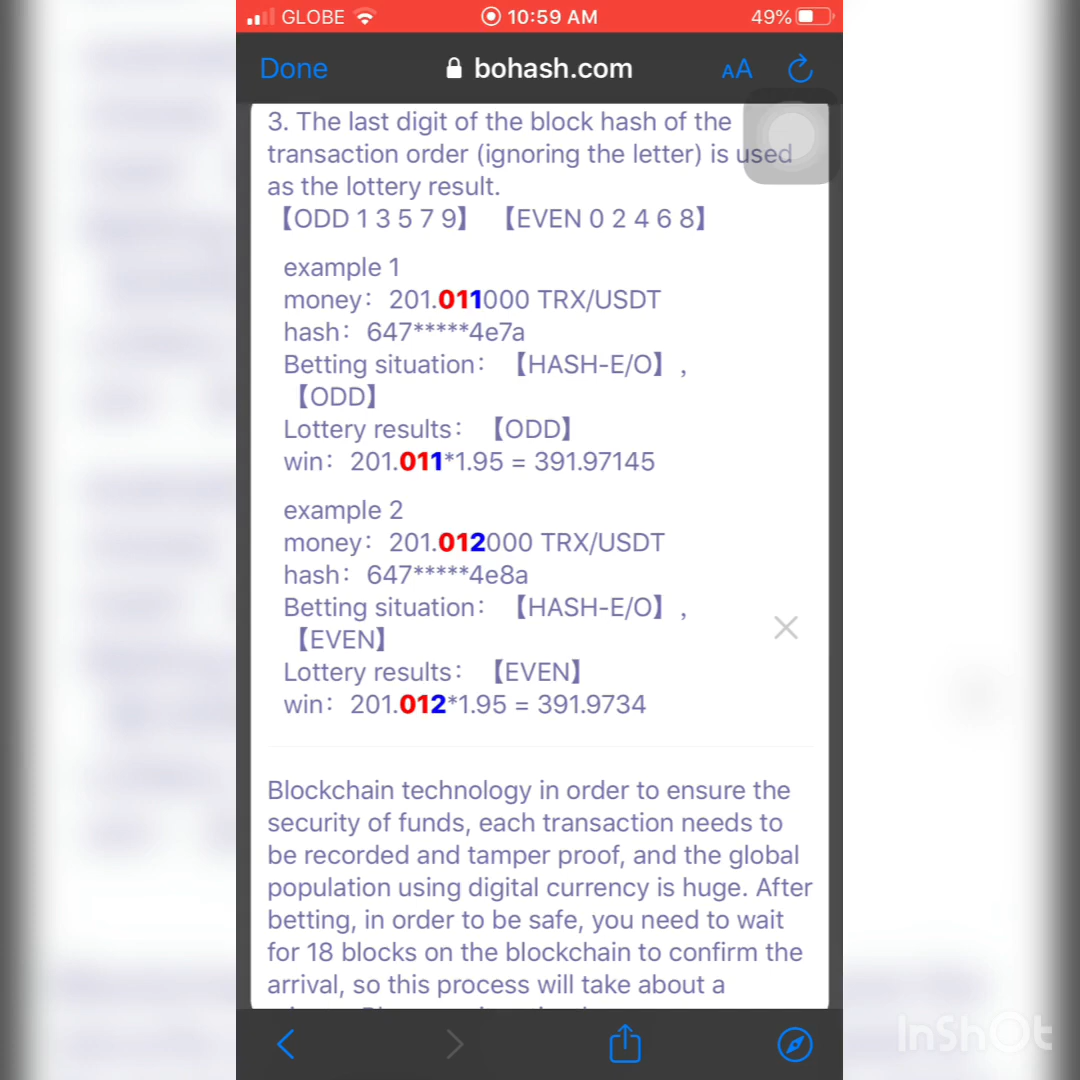 GLOBE 10:59 AM 49%
Done bohash.com AA
3. The last digit of the block hash of the
transaction order (ignoring the letter) is used
as the lottery result.
【ODD 1 3 5 7 9】 【EVEN 0 2 4 6 8】
example 1
money： 201.011000 TRX/USDT
hash： 647*****4e7a
Betting situation： 【HASH-E/O】,
【ODD】
Lottery results： 【ODD】
win： 201.011*1.95 = 391.97145
example 2
money： 201.012000 TRX/USDT
hash： 647*****4e8a
Betting situation： 【HASH-E/O】,
【EVEN】
Lottery results： 【EVEN】
win： 201.012*1.95 = 391.9734
Blockchain technology in order to ensure the
security of funds, each transaction needs to
be recorded and tamper proof, and the global
population using digital currency is huge. After
betting, in order to be safe, you need to wait
for 18 blocks on the blockchain to confirm the
arrival, so this process will take about a
InShOt